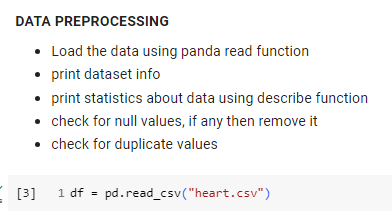 DATA PREPROCESSING
• Load the data using panda read function
• print dataset info
• print statistics about data using describe function
• check for null values, if any then remove it
• check for duplicate values
[3] 1 df = pd.read_csv("heart.csv")